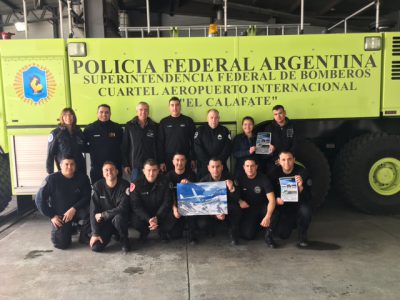 POLICIA FEDERAL ARGENTINA
SUPERINTENDENCIA FEDERAL DE BOMBEROS
CUARTEL AEROPUERTO INTERNACIONAL
"EL CALAFATE"